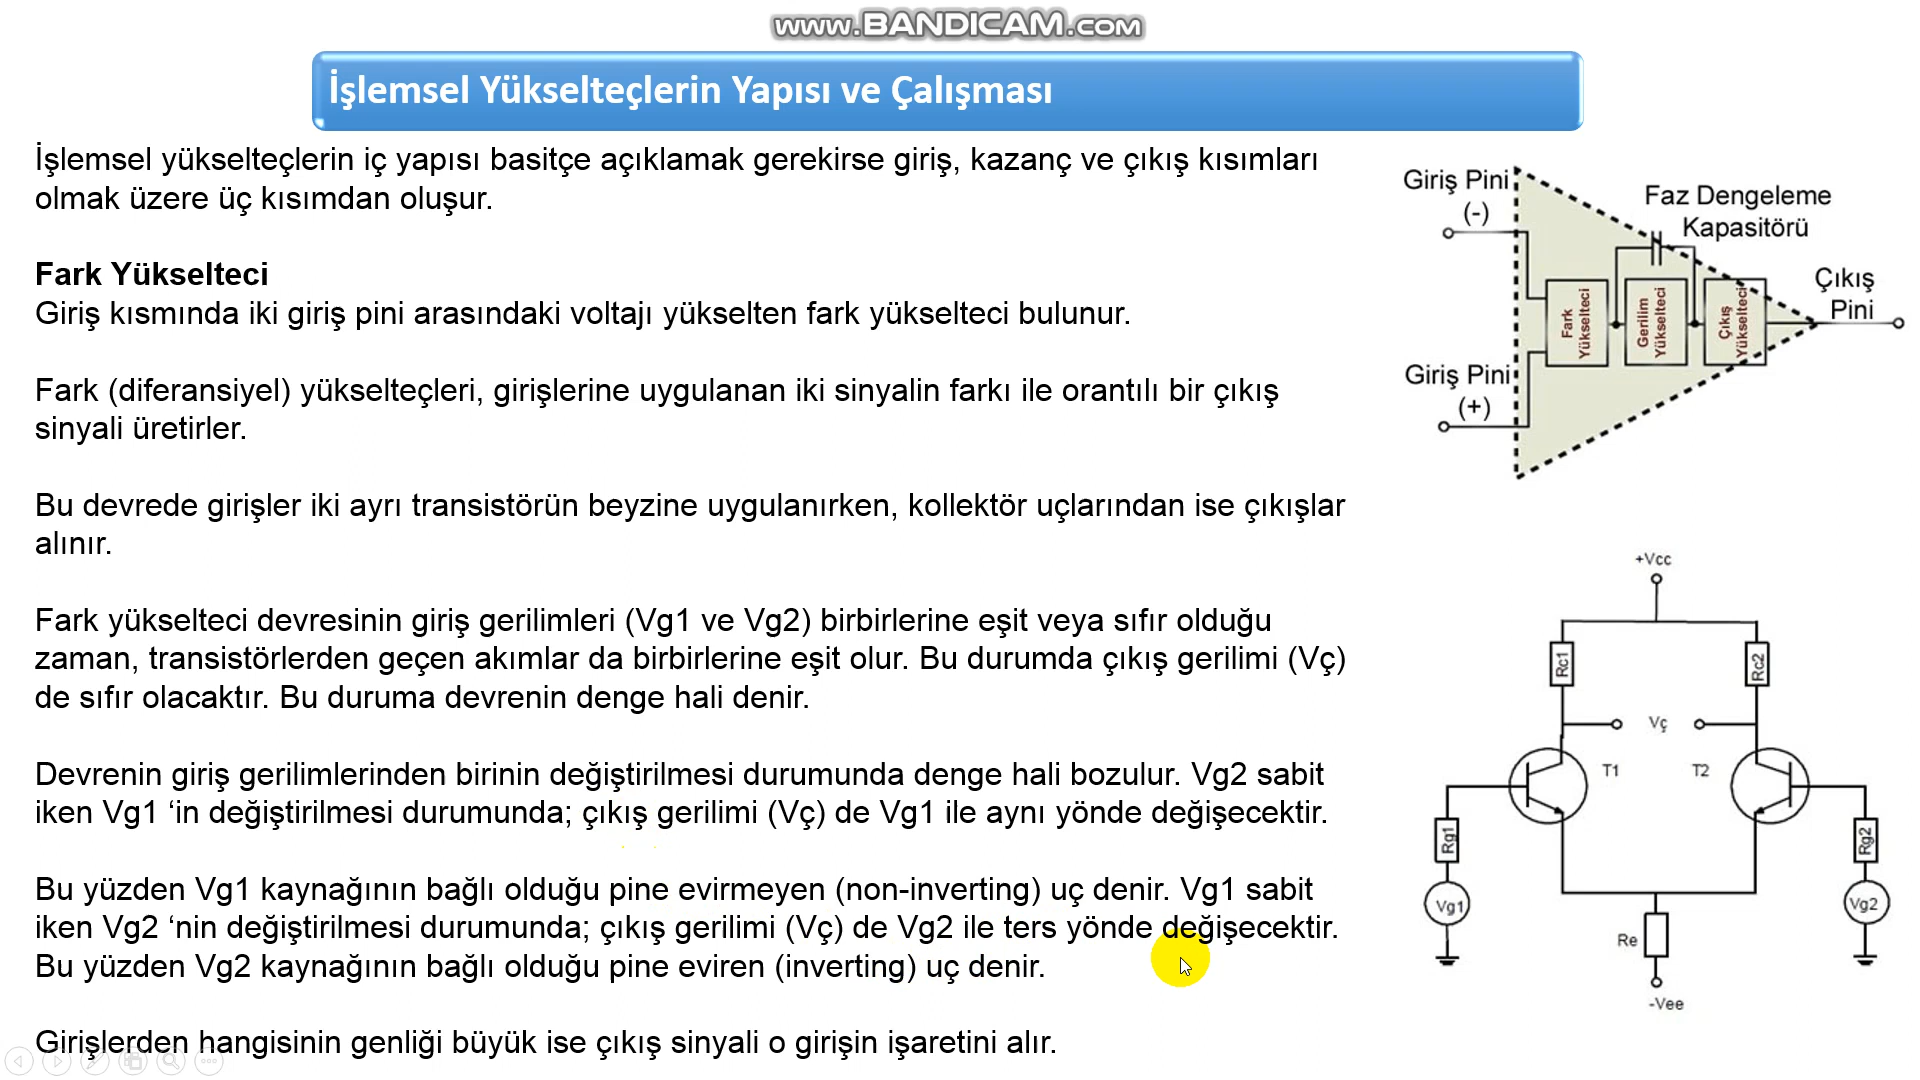 www.BANDICAM.com
İşlemsel Yükselteçlerin Yapısı ve Çalışması
İşlemsel yükselteçlerin iç yapısı basitçe açıklamak gerekirse giriş, kazanç ve çıkış kısımları
olmak üzere üç kısımdan oluşur.
Fark Yükselteci
Giriş kısmında iki giriş pini arasındaki voltajı yükselten fark yükselteci bulunur.
Fark (diferansiyel) yükselteçleri, girişlerine uygulanan iki sinyalin farkı ile orantılı bir çıkış
sinyali üretirler.
Bu devrede girişler iki ayrı transistörün beyzine uygulanırken, kollektör uçlarından ise çıkışlar
alınır.
Fark yükselteci devresinin giriş gerilimleri (Vg1 ve Vg2) birbirlerine eşit veya sıfır olduğu
zaman, transistörlerden geçen akımlar da birbirlerine eşit olur. Bu durumda çıkış gerilimi (Vç)
de sıfır olacaktır. Bu duruma devrenin denge hali denir.
Devrenin giriş gerilimlerinden birinin değiştirilmesi durumunda denge hali bozulur. Vg2 sabit
iken Vg1 ‘in değiştirilmesi durumunda; çıkış gerilimi (Vç) de Vg1 ile aynı yönde değişecektir.
Bu yüzden Vg1 kaynağının bağlı olduğu pine evirmeyen (non-inverting) uç denir. Vg1 sabit
iken Vg2 ‘nin değiştirilmesi durumunda; çıkış gerilimi (Vç) de Vg2 ile ters yönde değişecektir.
Bu yüzden Vg2 kaynağının bağlı olduğu pine eviren (inverting) uç denir.
Girişlerden hangisinin genliği büyük ise çıkış sinyali o girişin işaretini alır.
Giriş Pini
(-)
Faz Dengeleme
Kapasitörü
Çıkış
Pini
Fark
Yükselteci
Gerilim
Yükselteci
Çıkış
Yükselteci
Giriş Pini
(+)
+Vcc
Rc1
Rc2
Vç
T1
T2
Rg1
Rg2
Vg1
Vg2
Re
-Vee